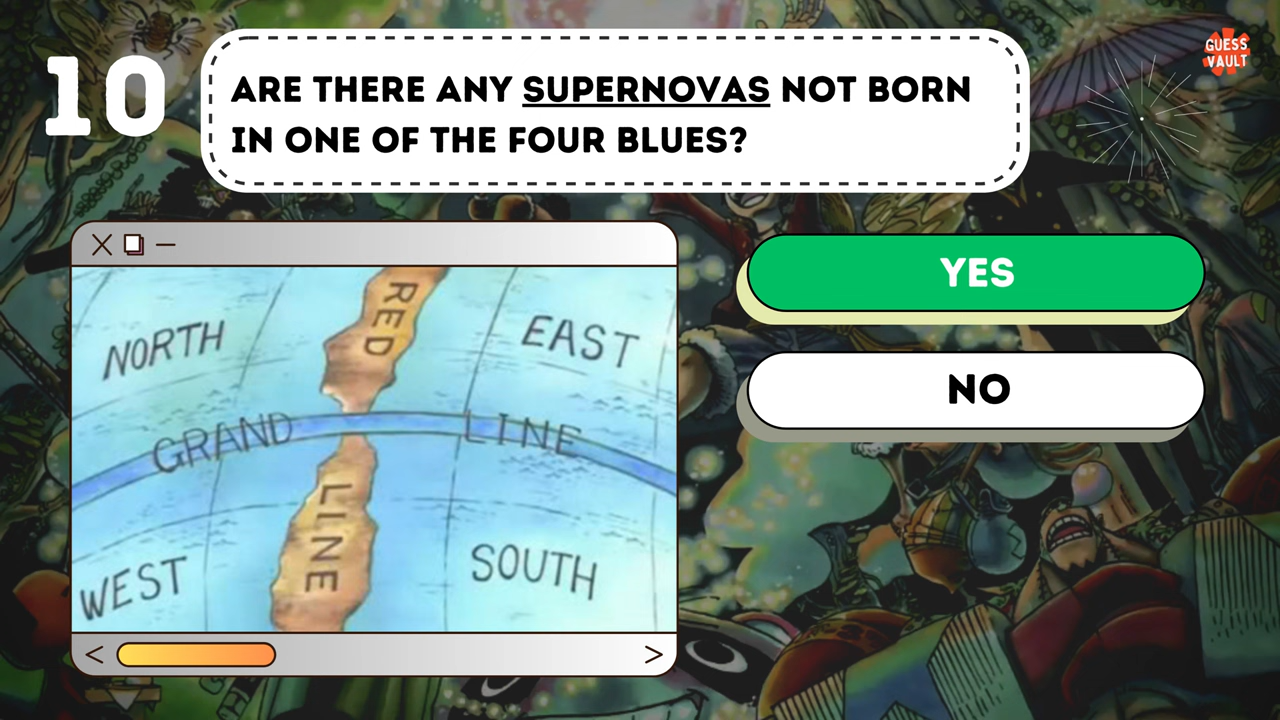 10
ARE THERE ANY SUPERNOVAS NOT BORN
IN ONE OF THE FOUR BLUES?
GUESS
VAULT
YES
NO
RED
NORTH
EAST
GRAND LINE
LINE
WEST
SOUTH